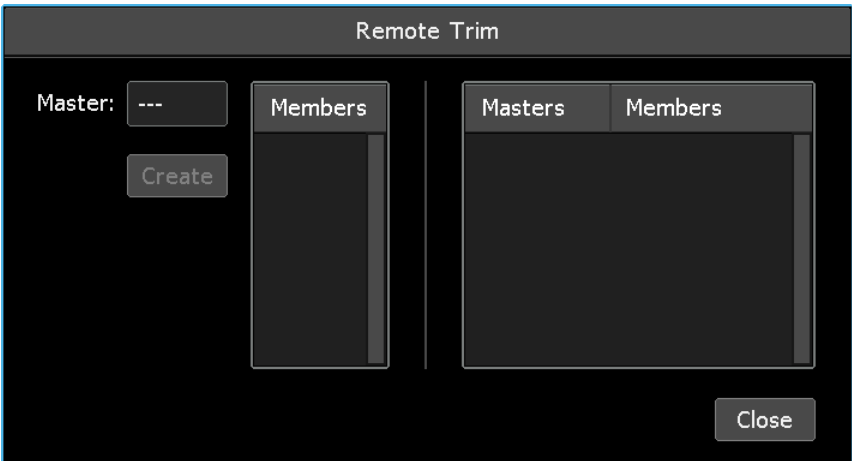 Remote Trim
Master: ---
Members
Masters Members
Create
Close